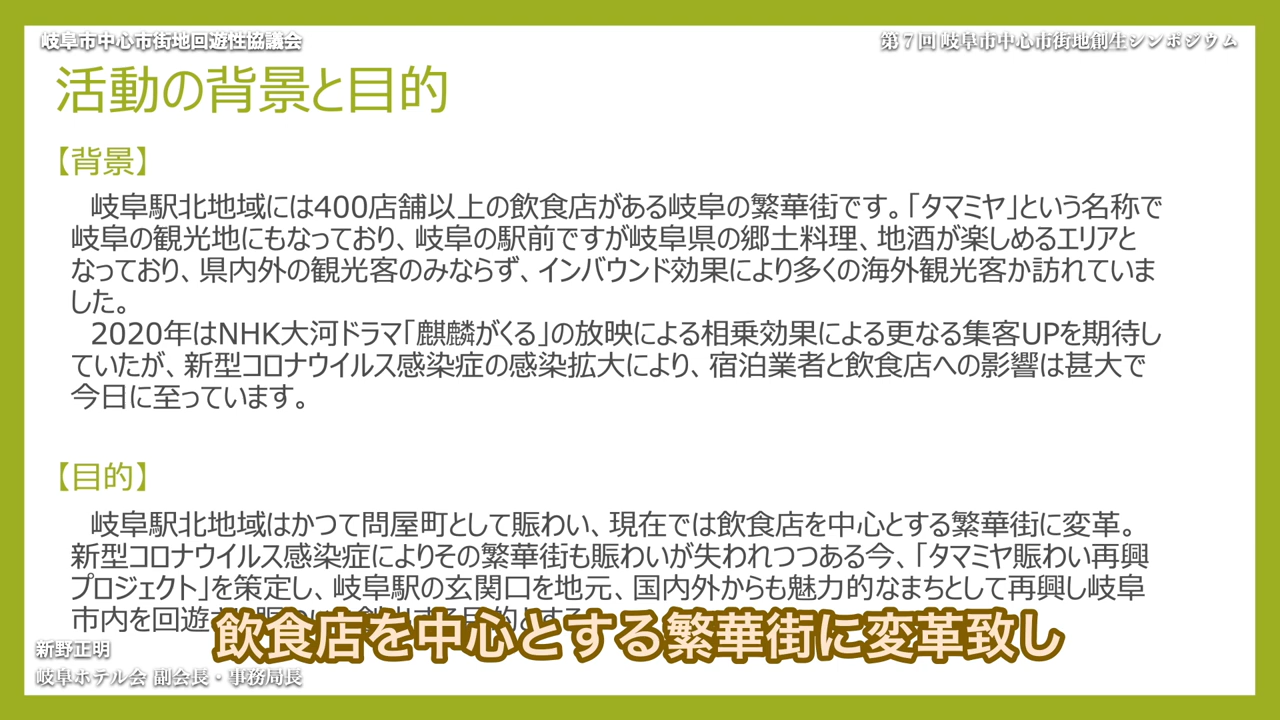 岐阜市中心市街地回遊性協議会
第7回 岐阜市中心市街地創生シンポジウム
活動の背景と目的
【背景】
岐阜駅北地域には400店舗以上の飲食店がある岐阜の繁華街です。「タマミヤ」という名称で
岐阜の観光地にもなっており、岐阜の駅前ですが岐阜県の郷土料理、地酒が楽しめるエリアと
なっており、県内外の観光客のみならず、インバウンド効果により多くの海外観光客か訪れていま
した。
2020年はNHK大河ドラマ「麒麟がくる」の放映による相乗効果による更なる集客UPを期待し
ていたが、新型コロナウイルス感染症の感染拡大により、宿泊業者と飲食店への影響は甚大で
今日に至っています。
【目的】
岐阜駅北地域はかつて問屋町として賑わい、現在では飲食店を中心とする繁華街に変革。
新型コロナウイルス感染症によりその繁華街も賑わいが失われつつある今、「タマミヤ賑わい再興
プロジェクト」を策定し、岐阜駅の玄関口を地元、国内外からも魅力的なまちとして再興し岐阜
市内を回遊
飲食店を中心とする繁華街に変革致し
新野正明
岐阜ホテル会 副会長・事務局長